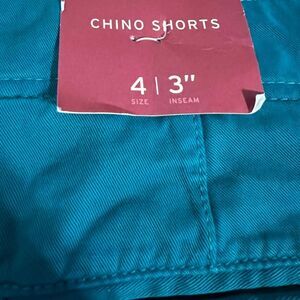 CHINO SHORTS
4 | 3"
SIZE INSEAM